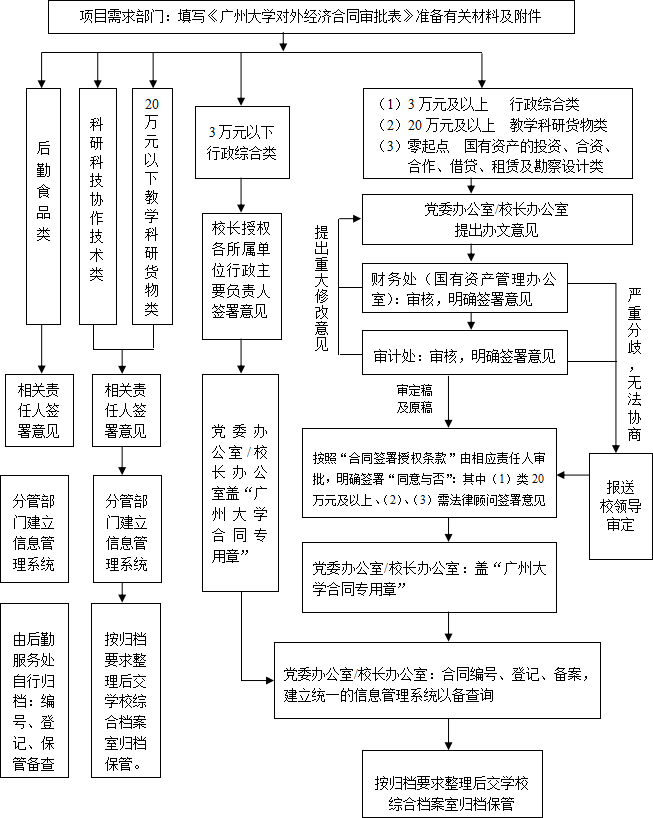 项目需求部门：填写《广州大学对外经济合同审批表》准备有关材料及附件
后勤食品类
科研科技协作技术类
20万元以下教学科研货物类
3万元以下
行政综合类
（1）3万元及以上　行政综合类
（2）20万元及以上　教学科研货物类
（3）零起点　国有资产的投资、合资、
合作、借贷、租赁及勘察设计类
校长授权
各所属单
位行政主
要负责人
签署意见
提出重大修改意见
党委办公室/校长办公室
提出办文意见
财务处（国有资产管理办公
室）：审核，明确签署意见
审计处：审核，明确签署意见
严重分歧，无法协商
相关责
任人签
署意见
相关责
任人签
署意见
党委办
公室/校
长办公
室盖“广
州大学
合同专
用章”
审定稿
及原稿
按照“合同签署授权条款”由相应责任人审
批，明确签署“同意与否”：其中（1）类20
万元及以上、（2）、（3）需法律顾问签署意见
报送
校领导
审定
分管部
门建立
信息管
理系统
分管部
门建立
信息管
理系统
党委办公室/校长办公室：盖“广州大
学合同专用章”
由后勤
服务处
自行归
档：编
号、登
记、保
管备查
按归档
要求整
理后交
学校综
合档案
室归档
保管。
党委办公室/校长办公室：合同编号、登记、备案，
建立统一的信息管理系统以备查询
按归档要求整理后交学校
综合档案室归档保管